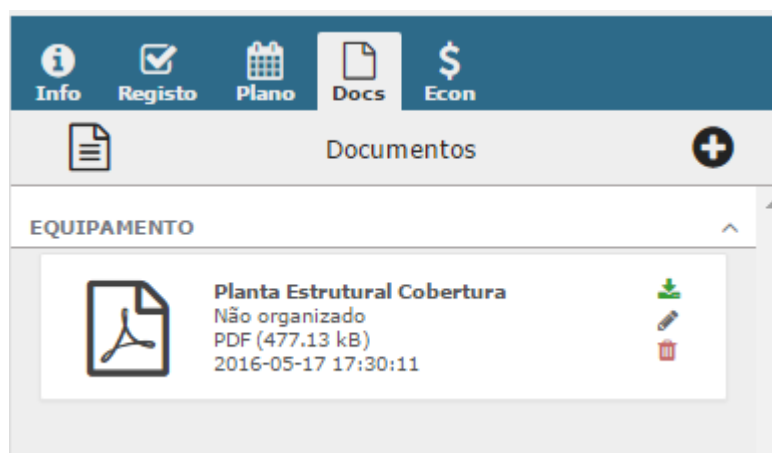 Info Registo Plano Docs Econ
Documentos
EQUIPAMENTO
Planta Estrutural Cobertura
Não organizado
PDF (477.13 kB)
2016-05-17 17:30:11